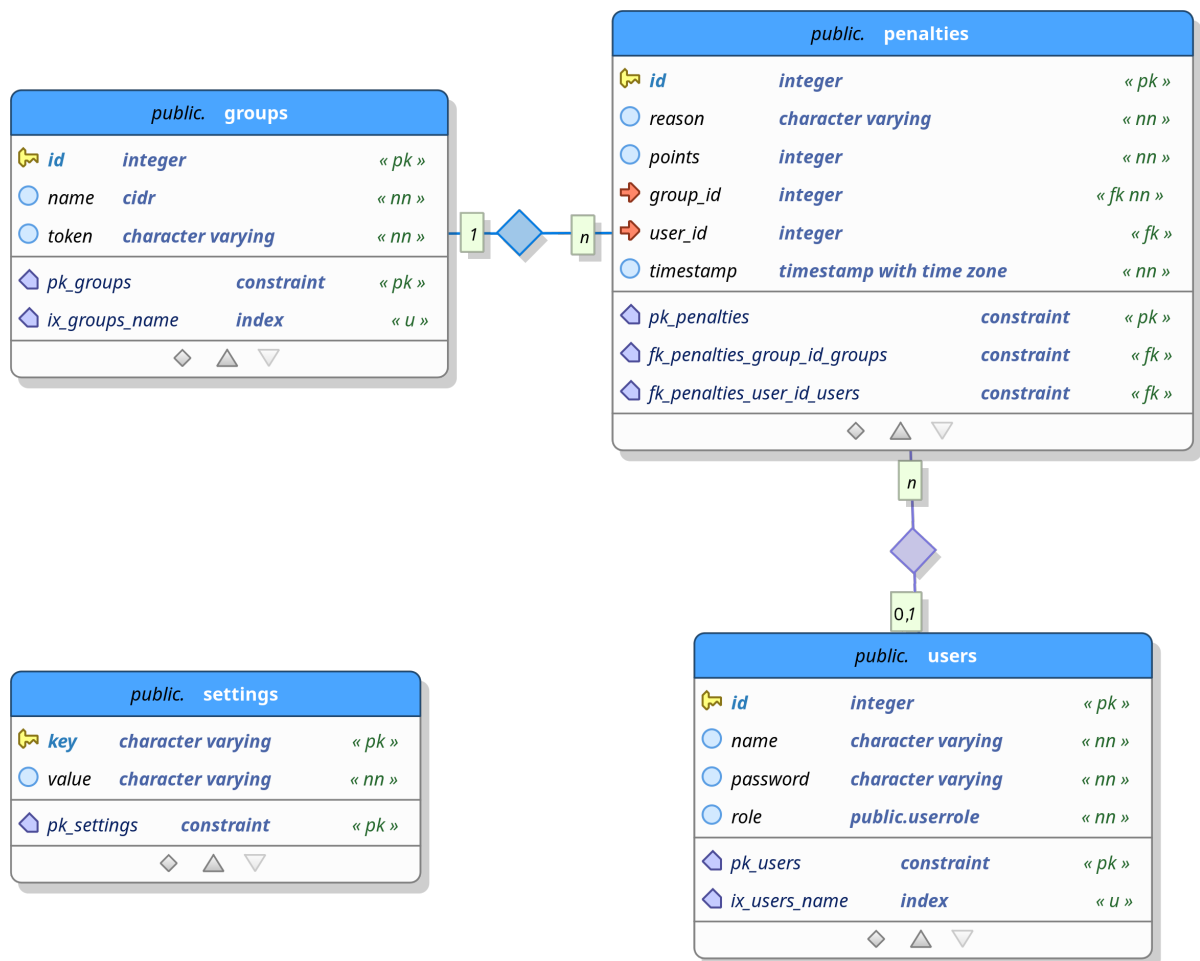 public. penalties
id integer « pk »
reason character varying « nn »
points integer « nn »
group_id integer « fk nn »
user_id integer « fk »
timestamp timestamp with time zone « nn »
pk_penalties constraint « pk »
fk_penalties_group_id_groups constraint « fk »
fk_penalties_user_id_users constraint « fk »
public. groups
id integer « pk »
name cidr « nn »
token character varying « nn »
pk_groups constraint « pk »
ix_groups_name index « u »
1
n
n
0,1
public. users
id integer « pk »
name character varying « nn »
password character varying « nn »
role public.userrole « nn »
pk_users constraint « pk »
ix_users_name index « u »
public. settings
key character varying « pk »
value character varying « nn »
pk_settings constraint « pk »